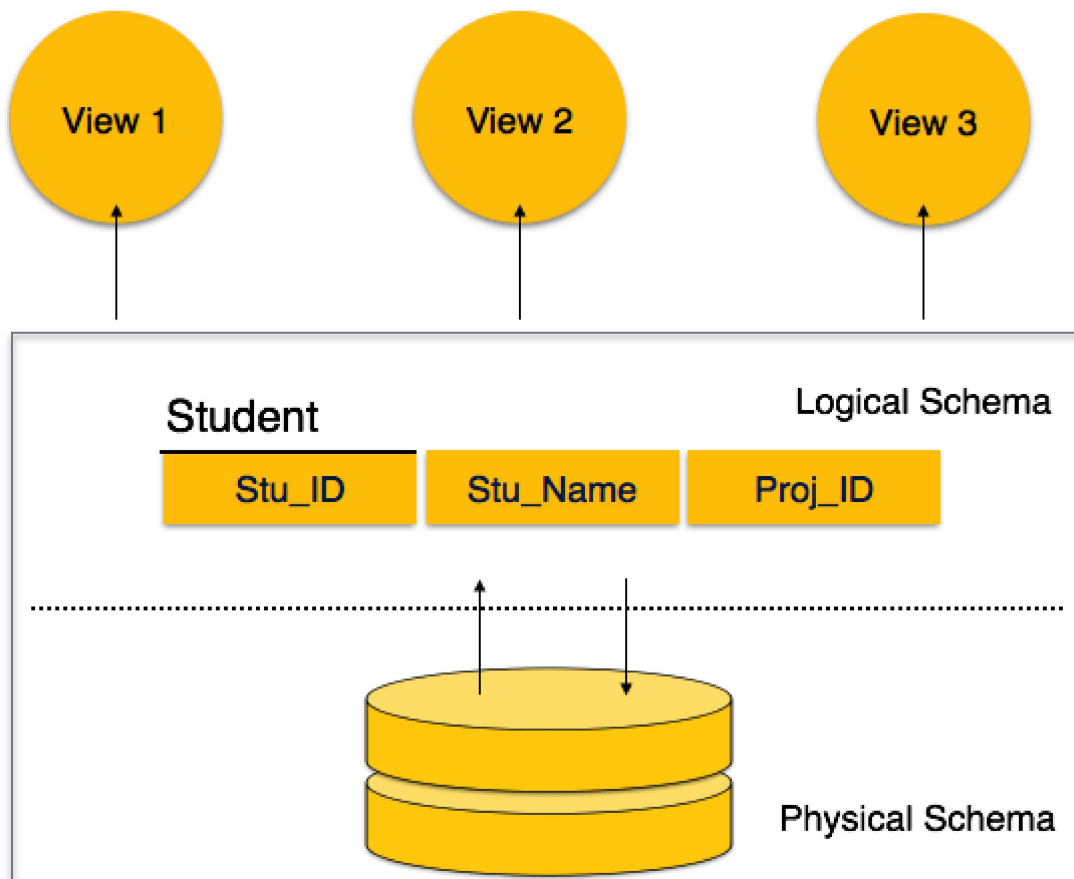 View 1
View 2
View 3
Logical Schema
Student
Stu_ID
Stu_Name
Proj_ID
Physical Schema